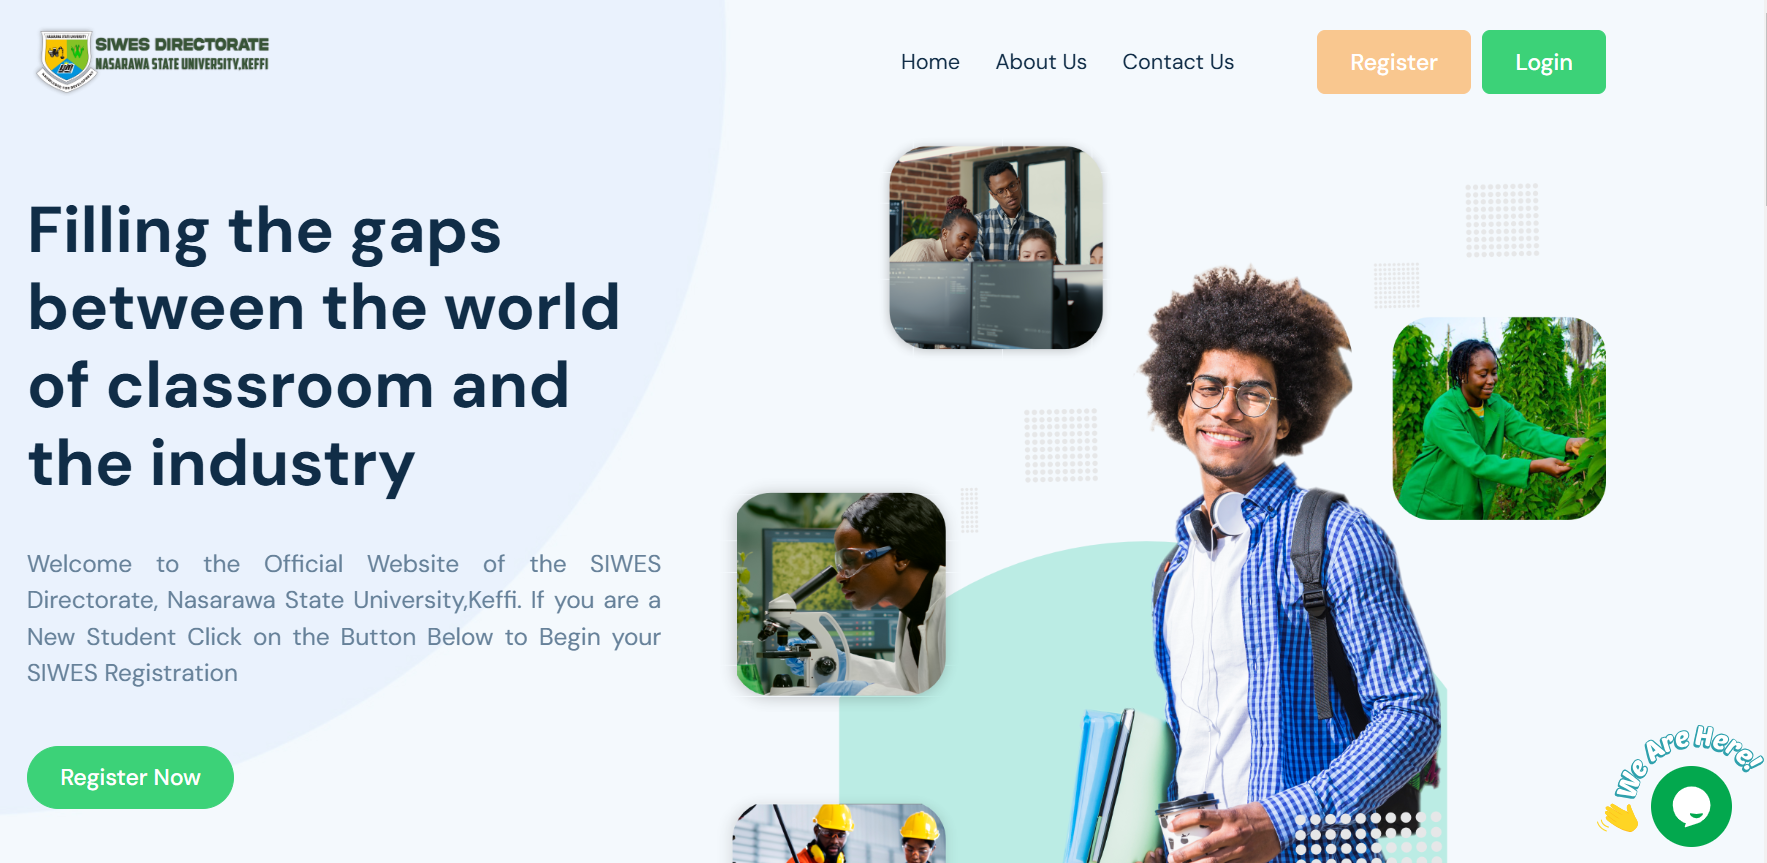 SIWES DIRECTORATE
NASARAWA STATE UNIVERSITY,KEFFI
Home
About Us
Contact Us
Register
Login
Filling the gaps
between the world
of classroom and
the industry
Welcome to the Official Website of the SIWES
Directorate, Nasarawa State University,Keffi. If you are a
New Student Click on the Button Below to Begin your
SIWES Registration
Register Now
We Are Here!